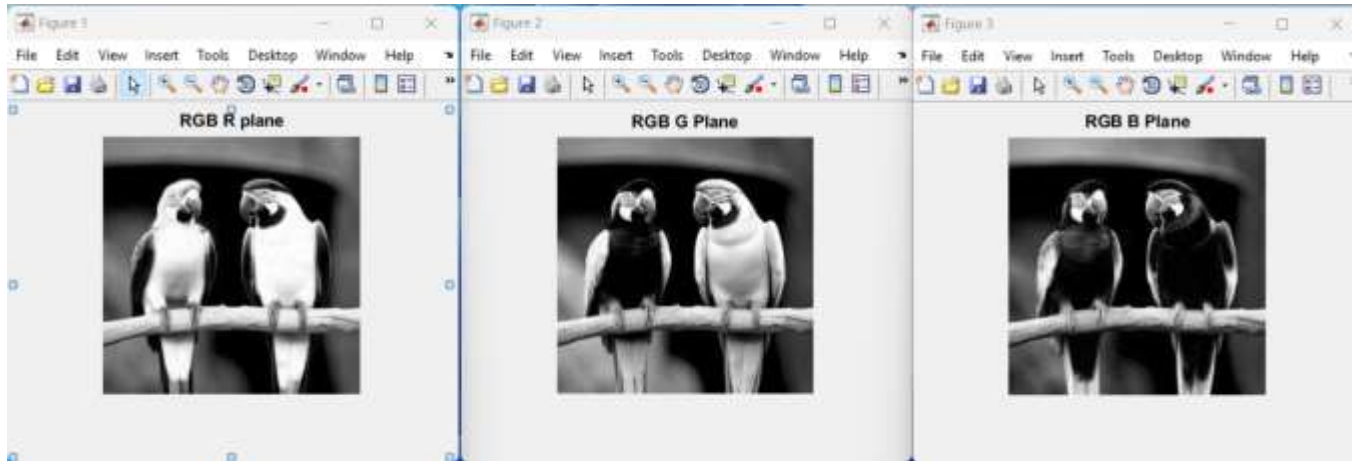 Figure 1
File Edit View Insert Tools Desktop Window Help
RGB R plane
Figure 2
File Edit View Insert Tools Desktop Window Help
RGB G Plane
Figure 3
File Edit View Insert Tools Desktop Window Help
RGB B Plane